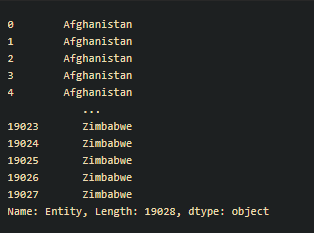 0 Afghanistan
1 Afghanistan
2 Afghanistan
3 Afghanistan
4 Afghanistan
...
19023 Zimbabwe
19024 Zimbabwe
19025 Zimbabwe
19026 Zimbabwe
19027 Zimbabwe
Name: Entity, Length: 19028, dtype: object